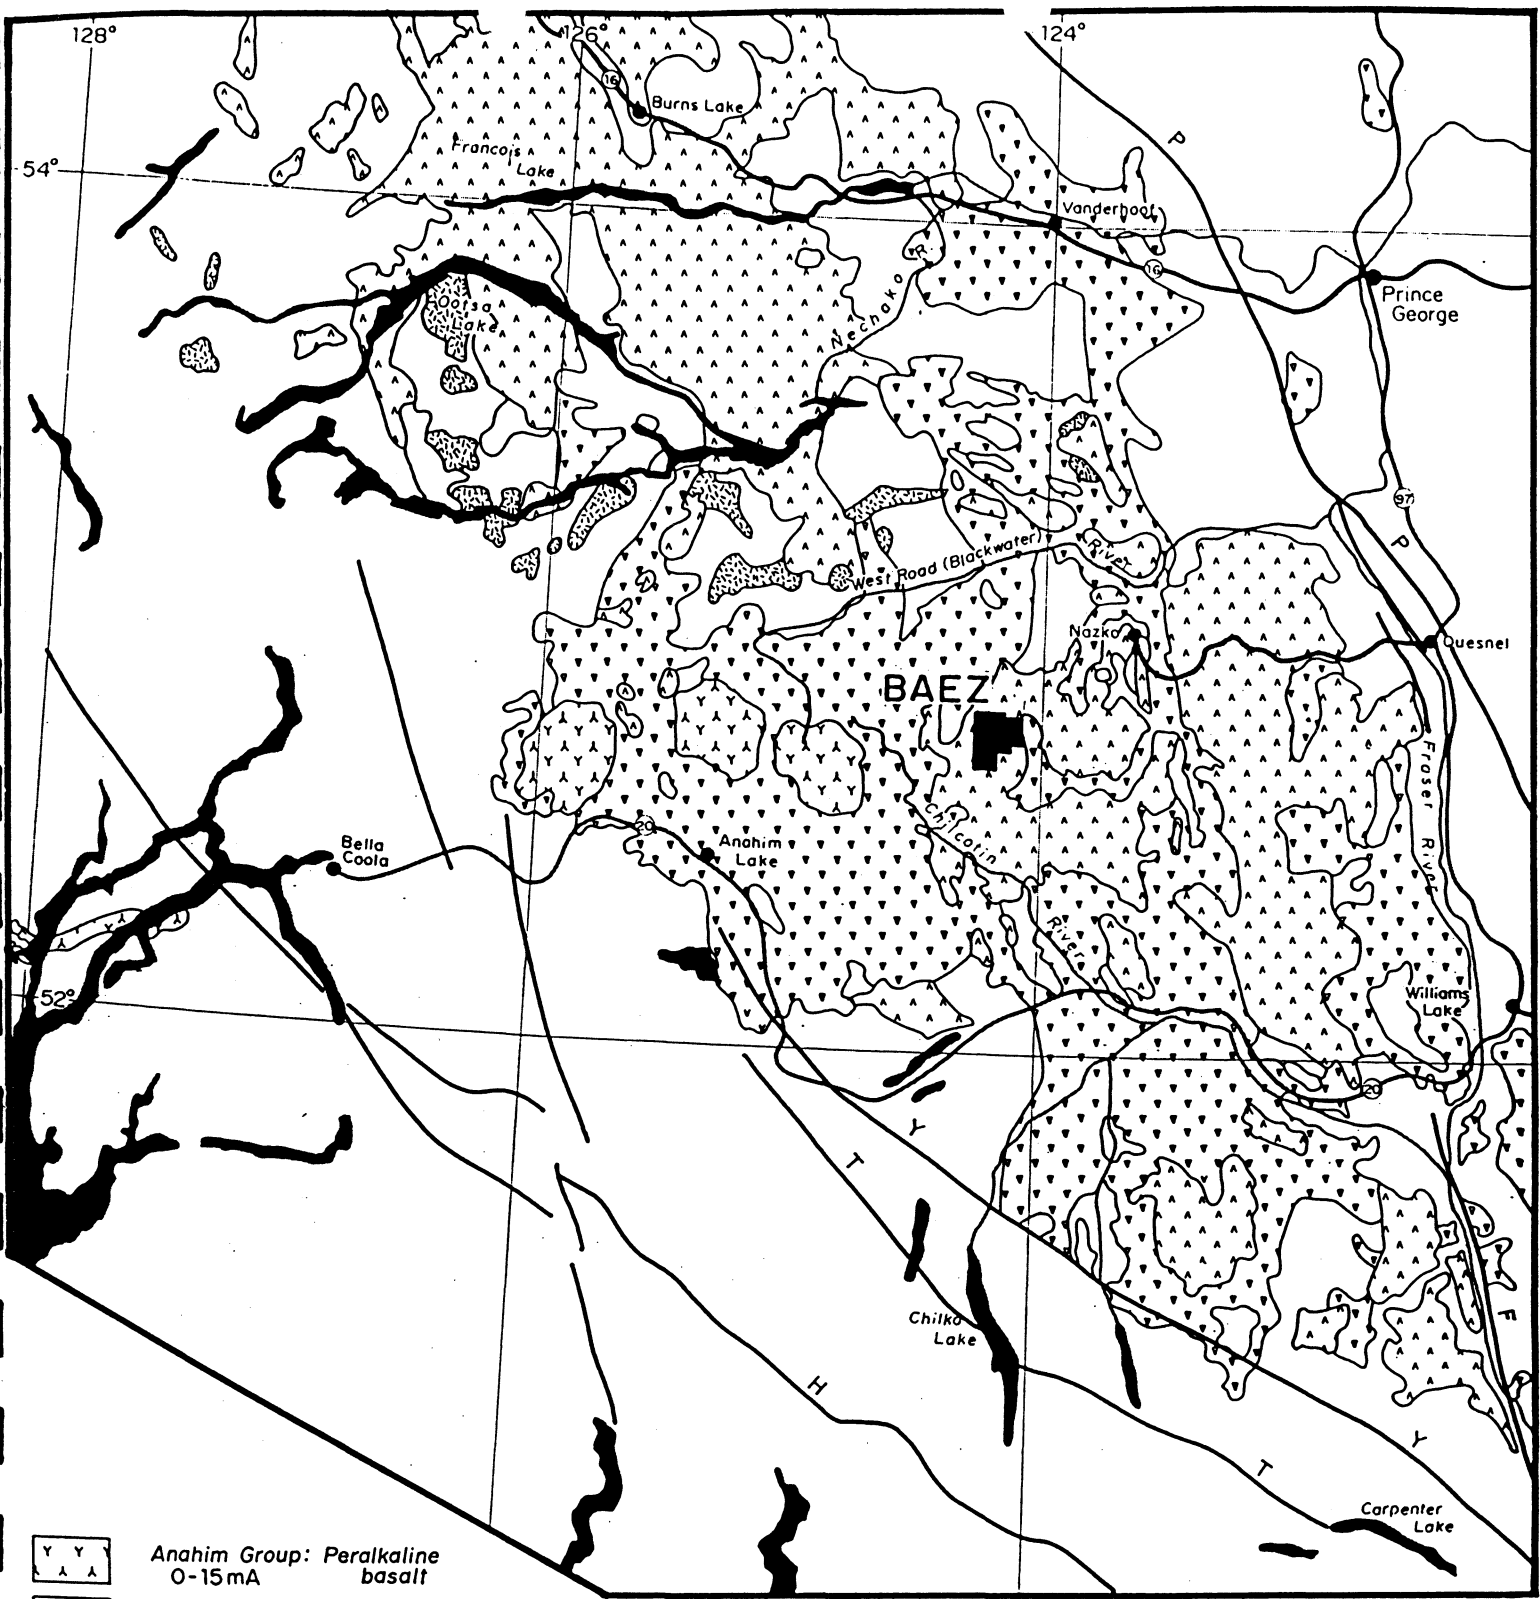 128°
126°
124°
16
Burns Lake
P
54°
Francois
Lake
Vanderhoof
Nechako R.
16
Prince
George
Ootsa
Lake
97
P
West Road (Blackwater)
River
Nazko
Quesnel
BAEZ
Fraser River
Chilcotin
River
20
Anahim
Lake
Bella
Coola
52°
Williams
Lake
20
Y
T
F
Chilko
Lake
H
Y
T
Carpenter
Lake
Anahim Group: Peralkaline
0-15mA basalt